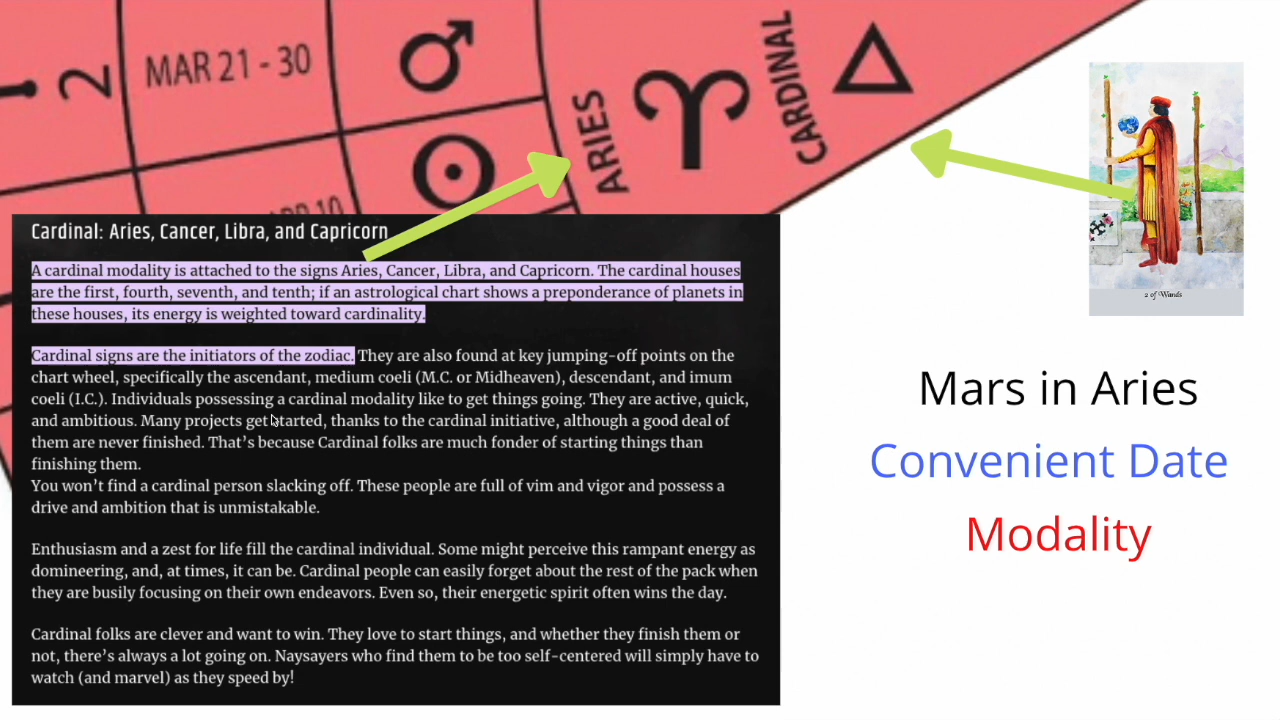 2
MAR 21 - 30
ARIES
CARDINAL
APR 10
Cardinal: Aries, Cancer, Libra, and Capricorn
A cardinal modality is attached to the signs Aries, Cancer, Libra, and Capricorn. The cardinal houses
are the first, fourth, seventh, and tenth; if an astrological chart shows a preponderance of planets in
these houses, its energy is weighted toward cardinality.
Cardinal signs are the initiators of the zodiac. They are also found at key jumping-off points on the
chart wheel, specifically the ascendant, medium coeli (M.C. or Midheaven), descendant, and imum
coeli (I.C.). Individuals possessing a cardinal modality like to get things going. They are active, quick,
and ambitious. Many projects get started, thanks to the cardinal initiative, although a good deal of
them are never finished. That's because Cardinal folks are much fonder of starting things than
finishing them.
You won't find a cardinal person slacking off. These people are full of vim and vigor and possess a
drive and ambition that is unmistakable.
Enthusiasm and a zest for life fill the cardinal individual. Some might perceive this rampant energy as
domineering, and, at times, it can be. Cardinal people can easily forget about the rest of the pack when
they are busily focusing on their own endeavors. Even so, their energetic spirit often wins the day.
Cardinal folks are clever and want to win. They love to start things, and whether they finish them or
not, there's always a lot going on. Naysayers who find them to be too self-centered will simply have to
watch (and marvel) as they speed by!
2 of Wands
Mars in Aries
Convenient Date
Modality